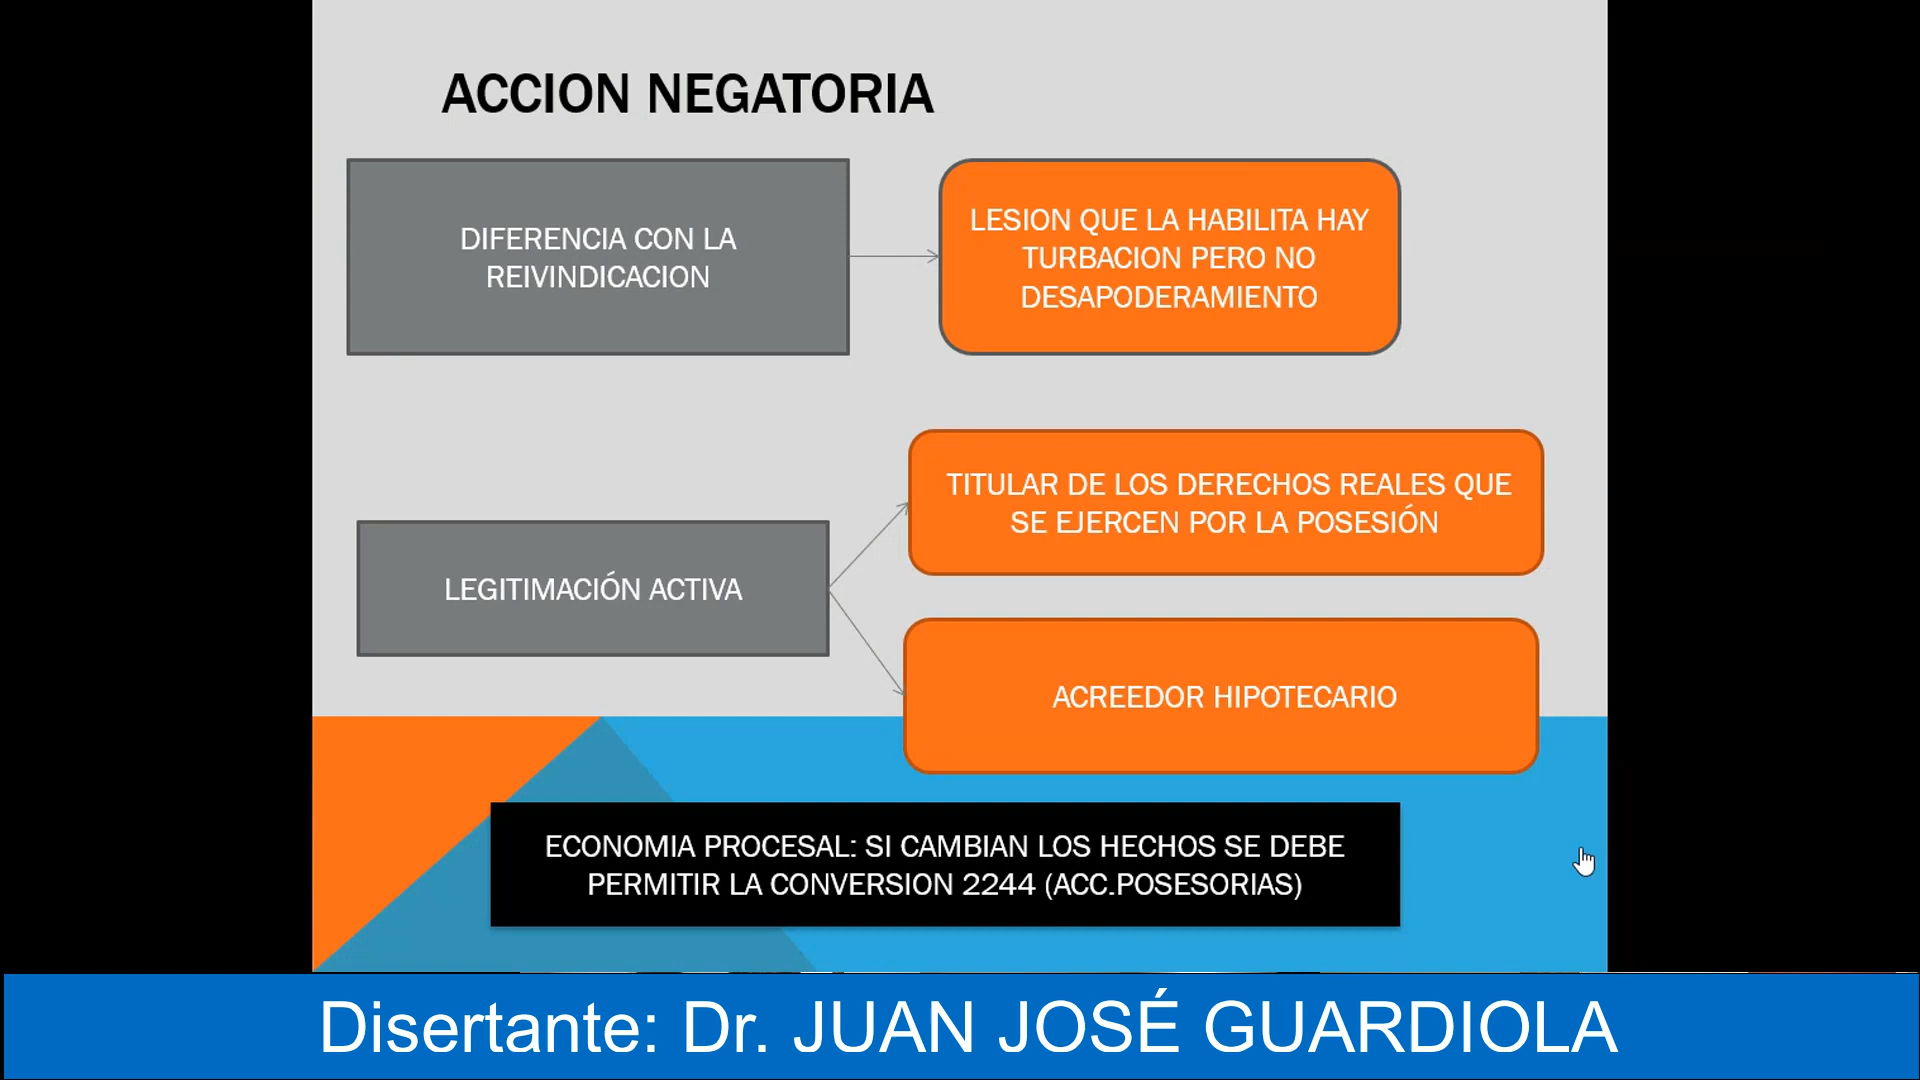 ACCION NEGATORIA
DIFERENCIA CON LA
REIVINDICACION
LESION QUE LA HABILITA HAY
TURBACION PERO NO
DESAPODERAMIENTO
LEGITIMACIÓN ACTIVA
TITULAR DE LOS DERECHOS REALES QUE
SE EJERCEN POR LA POSESIÓN
ACREEDOR HIPOTECARIO
ECONOMIA PROCESAL: SI CAMBIAN LOS HECHOS SE DEBE
PERMITIR LA CONVERSION 2244 (ACC.POSESORIAS)
Disertante: Dr. JUAN JOSÉ GUARDIOLA